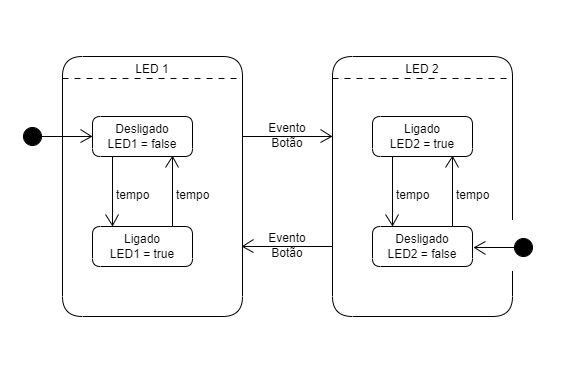 LED 1
Desligado
LED1 = false
tempo
tempo
Ligado
LED1 = true
Evento
Botão
Evento
Botão
LED 2
Ligado
LED2 = true
tempo
tempo
Desligado
LED2 = false